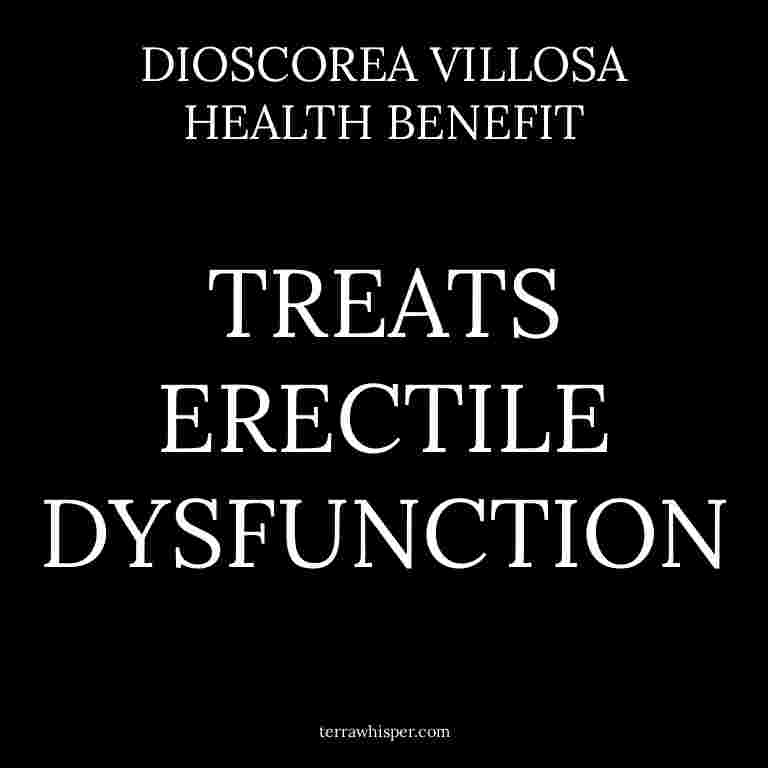 DIOSCOREA VILLOSA
HEALTH BENEFIT
TREATS
ERECTILE
DYSFUNCTION
terrawhisper.com